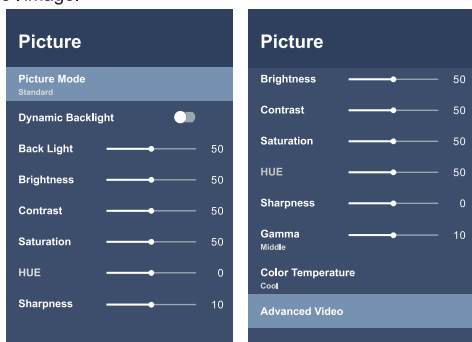 Picture
Picture Mode
Standard
Dynamic Backlight
Back Light 50
Brightness 50
Contrast 50
Saturation 50
HUE 0
Sharpness 10
Picture
Brightness 50
Contrast 50
Saturation 50
HUE 50
Sharpness 0
Gamma 10
Middle
Color Temperature
Cool
Advanced Video